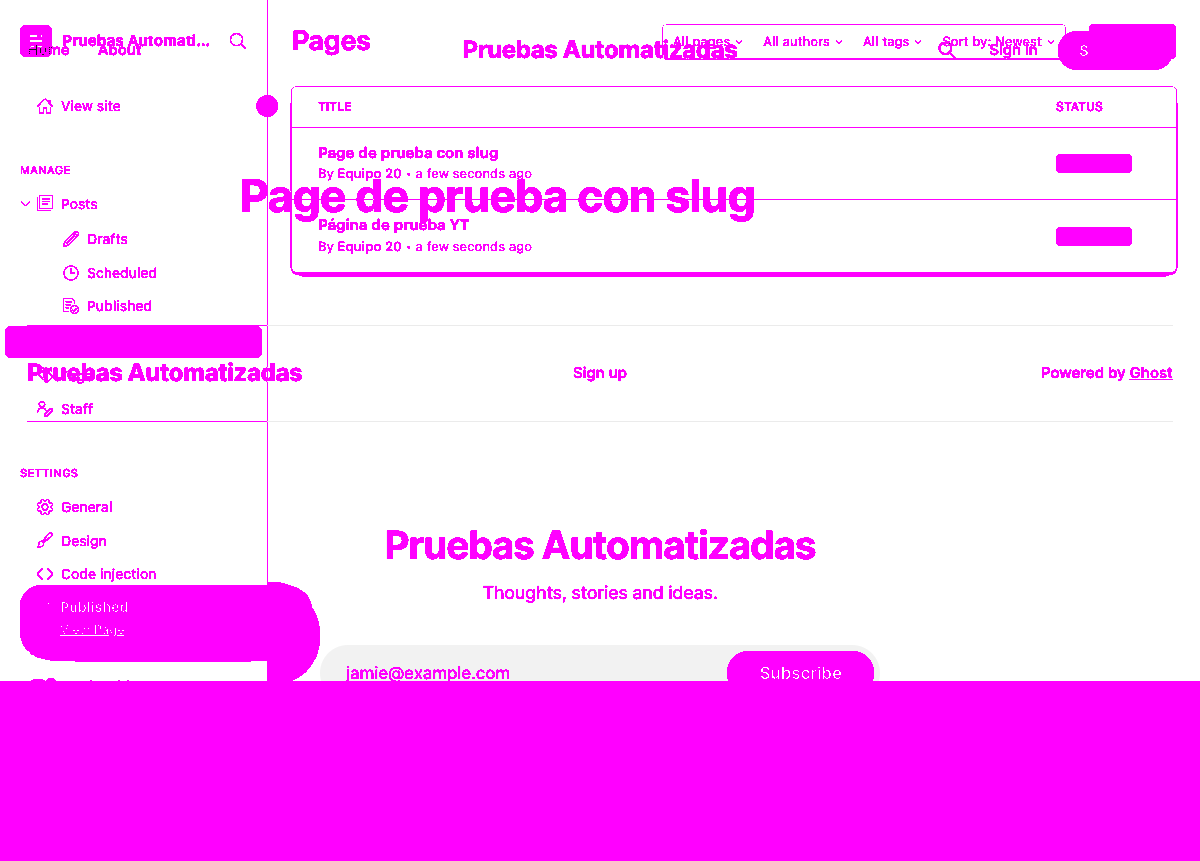 Pruebas Automati...
Home
About
Pages
Pruebas Automatizadas
All pages
All authors
All tags
Sort by: Newest
Sign in
View site
TITLE
STATUS
Page de prueba con slug
By Equipo 20 • a few seconds ago
MANAGE
Page de prueba con slug
Posts
Página de prueba YT
By Equipo 20 • a few seconds ago
Drafts
Scheduled
Published
Pruebas Automatizadas
Sign up
Powered by Ghost
Staff
SETTINGS
General
Design
Pruebas Automatizadas
Code injection
Thoughts, stories and ideas.
Published
View Page
jamie@example.com
Subscribe